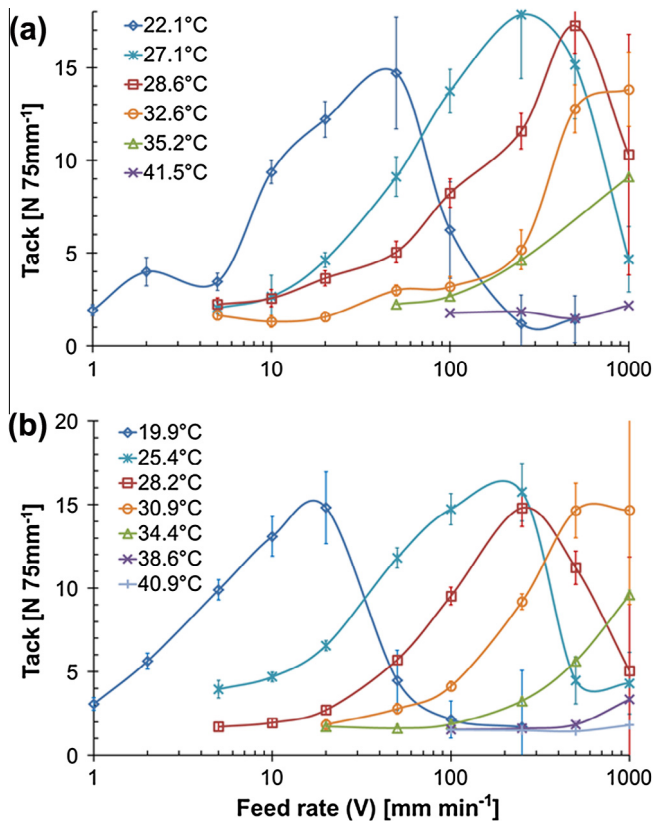 (a)
22.1°C
27.1°C
28.6°C
32.6°C
35.2°C
41.5°C
Tack [N 75mm⁻¹]
15
10
5
0
1
10
100
1000
(b)
20
19.9°C
25.4°C
28.2°C
30.9°C
34.4°C
38.6°C
40.9°C
Tack [N 75mm⁻¹]
15
10
5
0
1
10
100
1000
Feed rate (V) [mm min⁻¹]